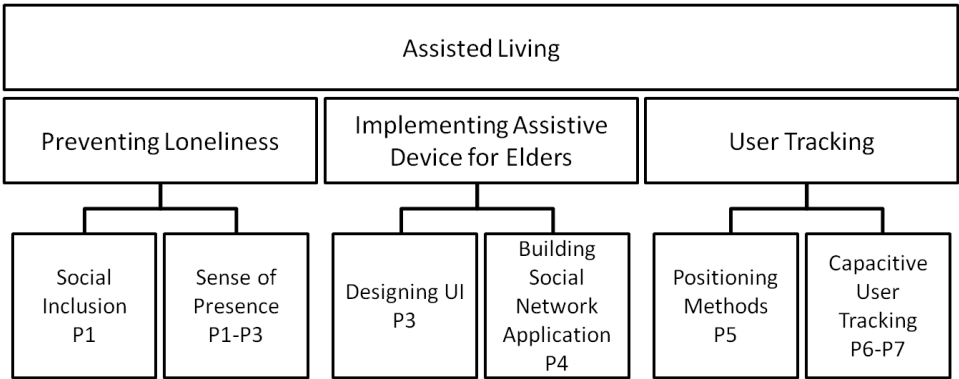 Assisted Living
Preventing Loneliness
Implementing Assistive
Device for Elders
User Tracking
Social
Inclusion
P1
Sense of
Presence
P1-P3
Designing UI
P3
Building
Social
Network
Application
P4
Positioning
Methods
P5
Capacitive
User
Tracking
P6-P7